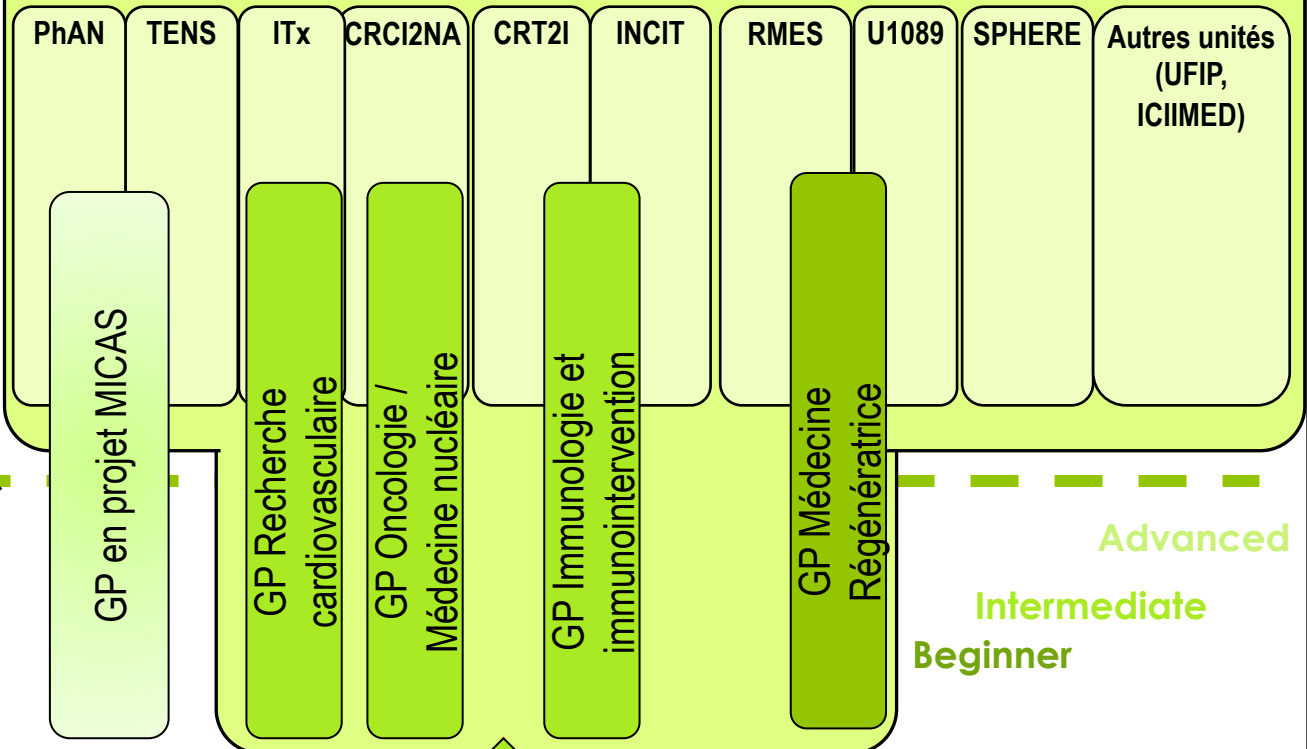 PhAN
TENS
ITx
CRCI2NA
CRT2I
INCIT
RMES
U1089
SPHERE
Autres unités
(UFIP,
ICIIMED)
GP en projet MICAS
GP Recherche
cardiovasculaire
GP Oncologie /
Médecine nucléaire
GP Immunologie et
immunointervention
GP Médecine
Régénératrice
Advanced
Intermediate
Beginner